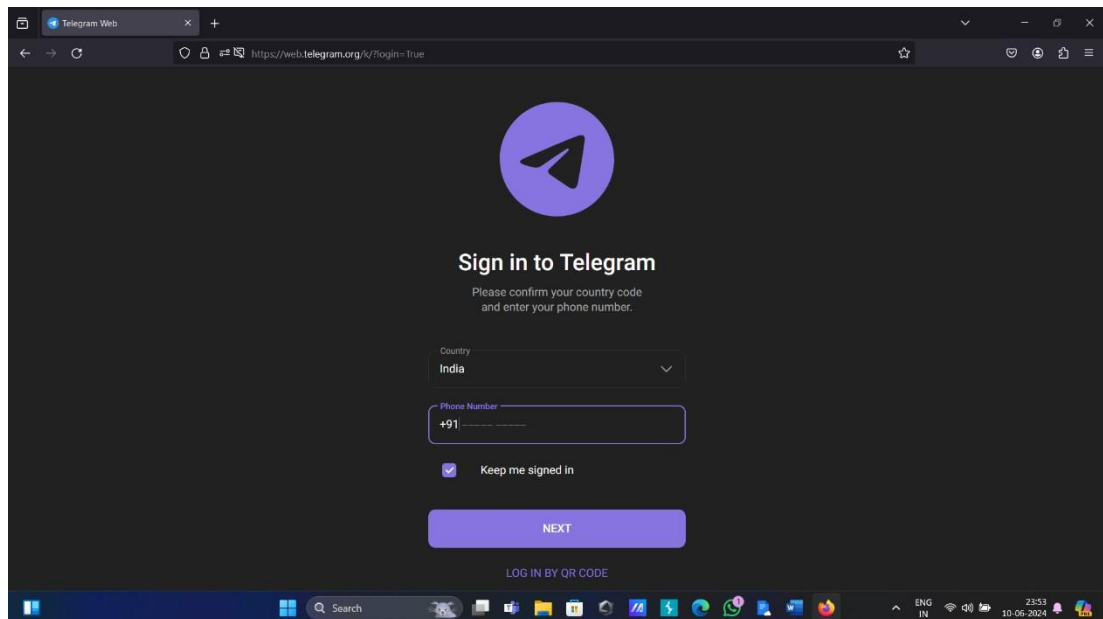 Telegram Web
https://web.telegram.org/k/?login=True
Sign in to Telegram
Please confirm your country code
and enter your phone number.
Country
India
Phone Number
+91
Keep me signed in
NEXT
LOG IN BY QR CODE
Search
1
ENG
IN
23:53
10-06-2024